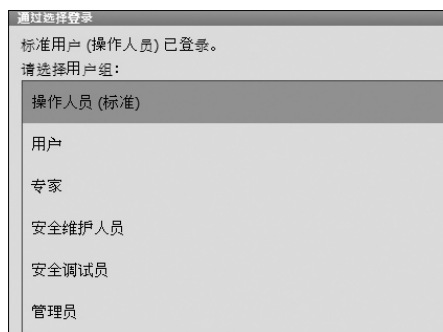 通过选择登录
标准用户 (操作人员) 已登录。
请选择用户组:
操作人员 (标准)
用户
专家
安全维护人员
安全调试员
管理员